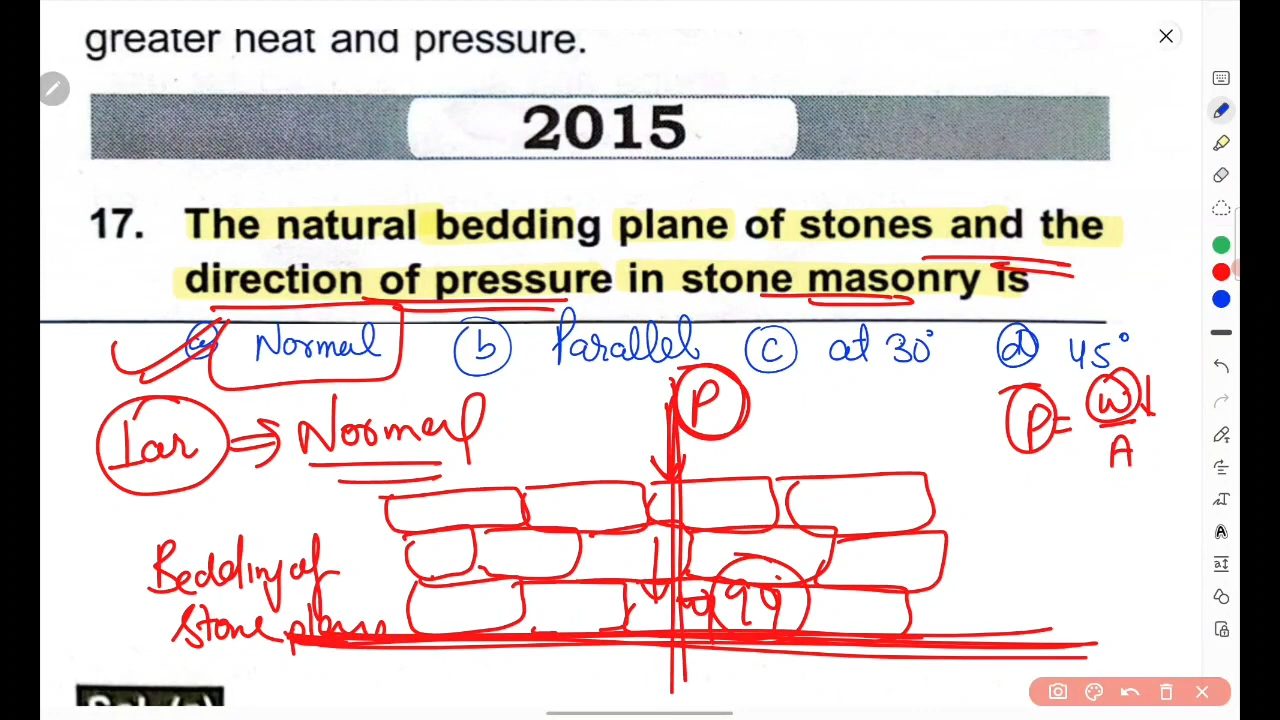 greater heat and pressure.
2015
17. The natural bedding plane of stones and the
direction of pressure in stone masonry is
(a) Normal (b) Parallel (c) at 30° (d) 45°
P
P = W↓
A
Iar ⇒ Normal
Bedding of
stone plane
90
Sol. (a)